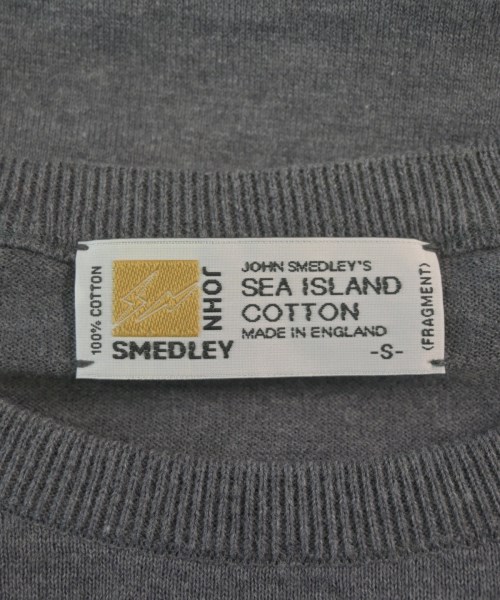 100% COTTON
JOHN
SMEDLEY
JOHN SMEDLEY'S
SEA ISLAND
COTTON
MADE IN ENGLAND
-S-
(FRAGMENT)